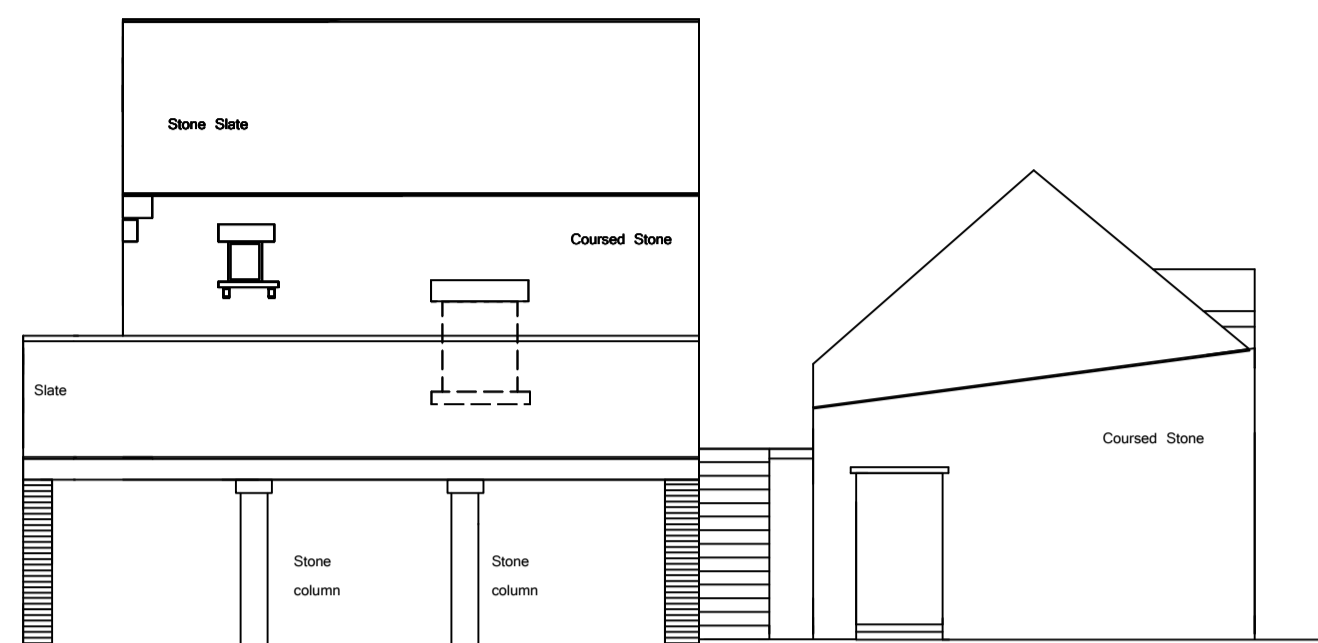 Stone Slate
Coursed Stone
Slate
Coursed Stone
Stone
column
Stone
column